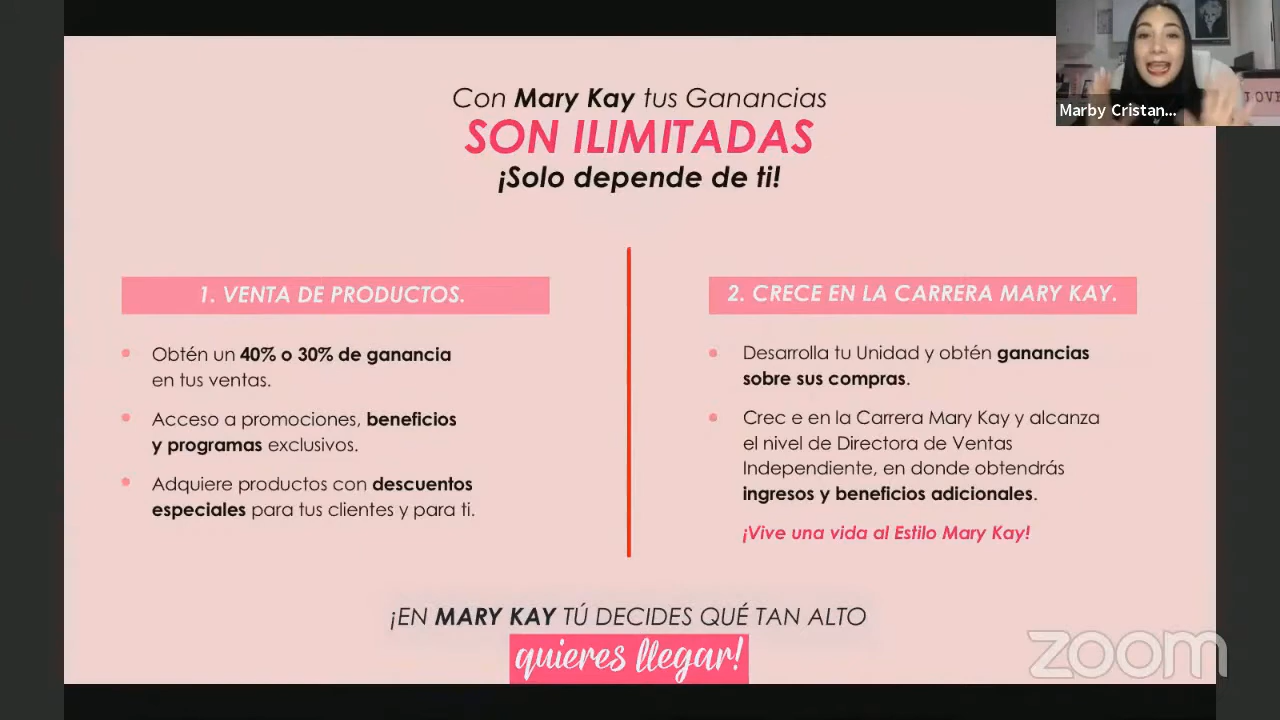 Con Mary Kay tus Ganancias
SON ILIMITADAS
¡Solo depende de ti!
1. VENTA DE PRODUCTOS.
Obtén un 40% o 30% de ganancia
en tus ventas.
Acceso a promociones, beneficios
y programas exclusivos.
Adquiere productos con descuentos
especiales para tus clientes y para ti.
2. CRECE EN LA CARRERA MARY KAY.
Desarrolla tu Unidad y obtén ganancias
sobre sus compras.
Crec e en la Carrera Mary Kay y alcanza
el nivel de Directora de Ventas
Independiente, en donde obtendrás
ingresos y beneficios adicionales.
¡Vive una vida al Estilo Mary Kay!
¡EN MARY KAY TÚ DECIDES QUÉ TAN ALTO
quieres llegar!
Marby Cristan...
zoom